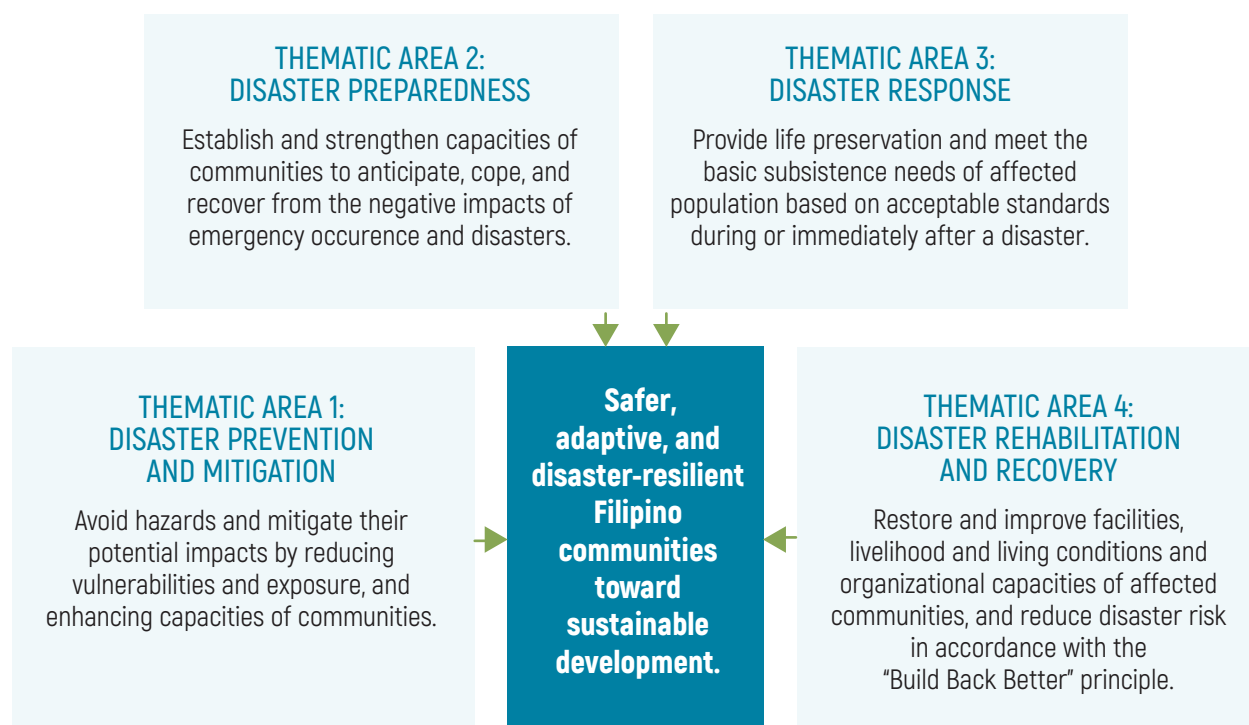 THEMATIC AREA 2:
DISASTER PREPAREDNESS
Establish and strengthen capacities of
communities to anticipate, cope, and
recover from the negative impacts of
emergency occurence and disasters.
THEMATIC AREA 3:
DISASTER RESPONSE
Provide life preservation and meet the
basic subsistence needs of affected
population based on acceptable standards
during or immediately after a disaster.
THEMATIC AREA 1:
DISASTER PREVENTION
AND MITIGATION
Avoid hazards and mitigate their
potential impacts by reducing
vulnerabilities and exposure, and
enhancing capacities of communities.
Safer,
adaptive, and
disaster-resilient
Filipino
communities
toward
sustainable
development.
THEMATIC AREA 4:
DISASTER REHABILITATION
AND RECOVERY
Restore and improve facilities,
livelihood and living conditions and
organizational capacities of affected
communities, and reduce disaster risk
in accordance with the
“Build Back Better” principle.